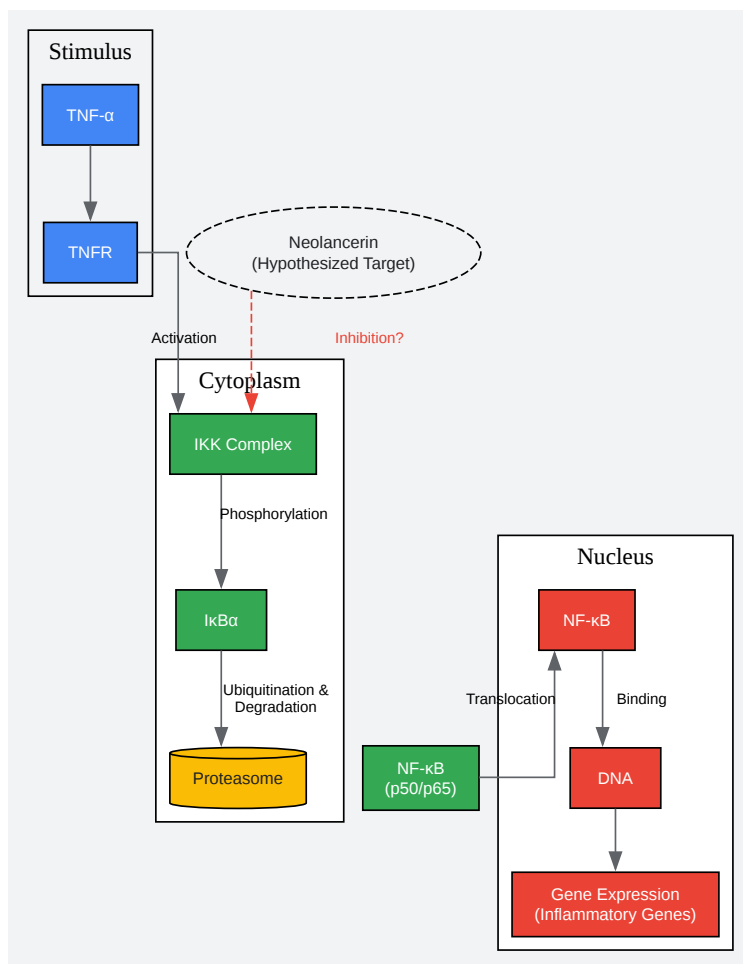 Stimulus
TNF-α
TNFR
Neolancerin
(Hypothesized Target)
Activation
Inhibition?
Cytoplasm
IKK Complex
Phosphorylation
IκBα
Ubiquitination &
Degradation
Proteasome
NF-κB
(p50/p65)
Translocation
Nucleus
NF-κB
Binding
DNA
Gene Expression
(Inflammatory Genes)